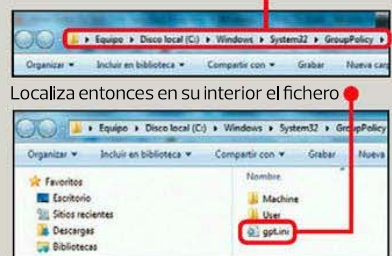 Equipo ▸ Disco local (C:) ▸ Windows ▸ System32 ▸ GroupPolicy ▸
Organizar Incluir en biblioteca Compartir con Grabar Nueva carp
Localiza entonces en su interior el fichero
Equipo ▸ Disco local (C:) ▸ Windows ▸ System32 ▸ GroupPolicy ▸
Organizar Incluir en biblioteca Compartir con Grabar Nueva
Favoritos
Escritorio
Sitios recientes
Descargas
Bibliotecas
Nombre
Machine
User
gpt.ini